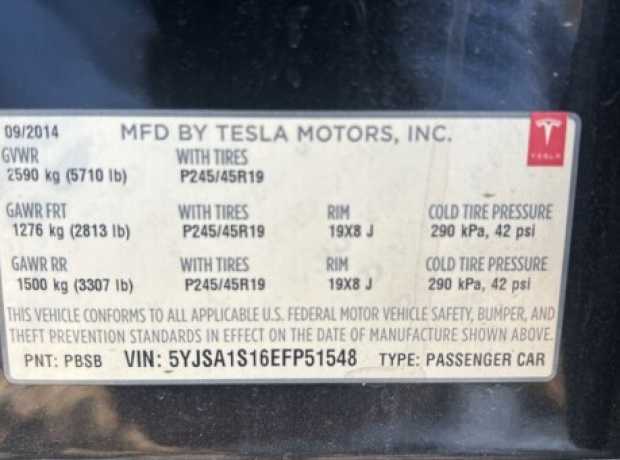 09/2014 MFD BY TESLA MOTORS, INC.
TESLA
GVWR WITH TIRES
2590 kg (5710 lb) P245/45R19
GAWR FRT WITH TIRES RIM COLD TIRE PRESSURE
1276 kg (2813 lb) P245/45R19 19X8 J 290 kPa, 42 psi
GAWR RR WITH TIRES RIM COLD TIRE PRESSURE
1500 kg (3307 lb) P245/45R19 19X8 J 290 kPa, 42 psi
THIS VEHICLE CONFORMS TO ALL APPLICABLE U.S. FEDERAL MOTOR VEHICLE SAFETY, BUMPER, AND
THEFT PREVENTION STANDARDS IN EFFECT ON THE DATE OF MANUFACTURE SHOWN ABOVE.
PNT: PBSB VIN: 5YJSA1S16EFP51548 TYPE: PASSENGER CAR